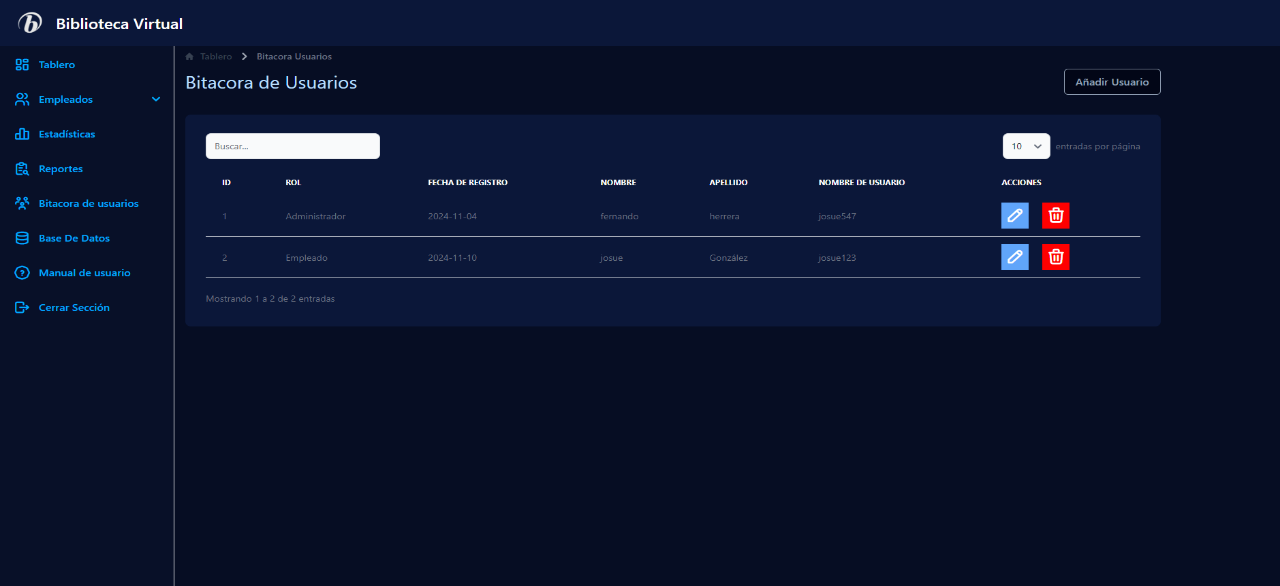 b Biblioteca Virtual
Tablero
Empleados
Estadísticas
Reportes
Bitacora de usuarios
Base De Datos
Manual de usuario
Cerrar Sección
Tablero Bitacora Usuarios
Bitacora de Usuarios
Añadir Usuario
Buscar...
10 entradas por página
ID ROL FECHA DE REGISTRO NOMBRE APELLIDO NOMBRE DE USUARIO ACCIONES
1 Administrador 2024-11-04 fernando herrera josue547
2 Empleado 2024-11-10 josue González josue123
Mostrando 1 a 2 de 2 entradas